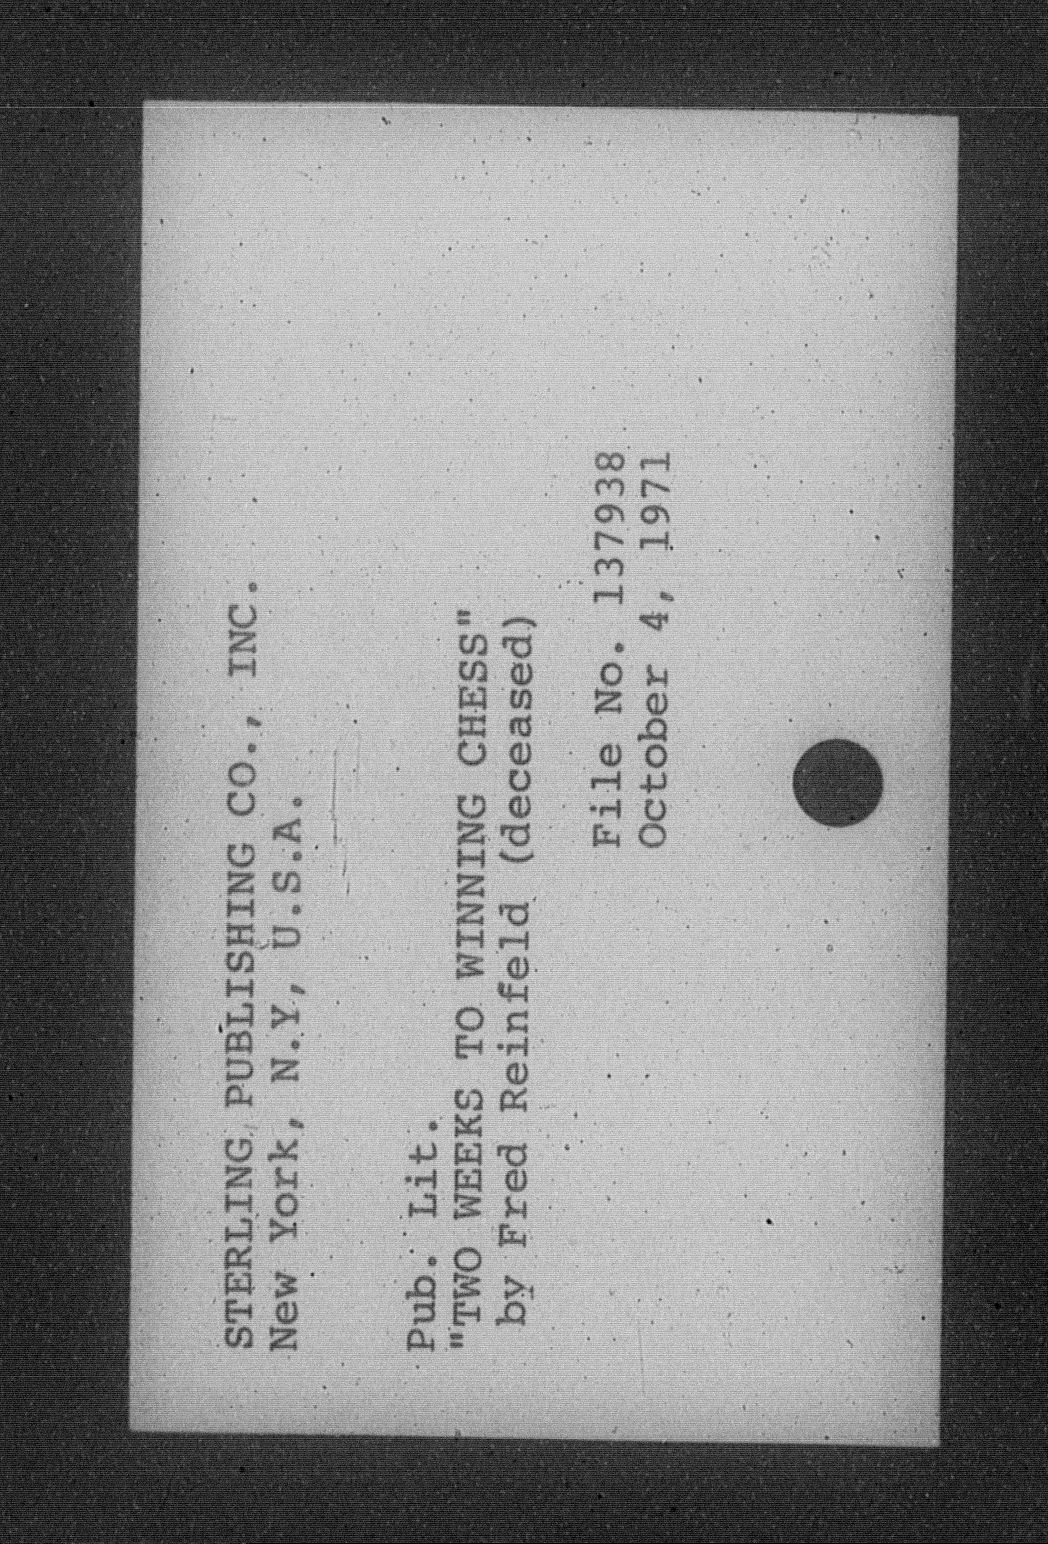 STERLING PUBLISHING CO., INC.
New York, N.Y, U.S.A.
Pub. Lit.
"TWO WEEKS TO WINNING CHESS"
by Fred Reinfeld (deceased)
File No. 137938
October 4, 1971